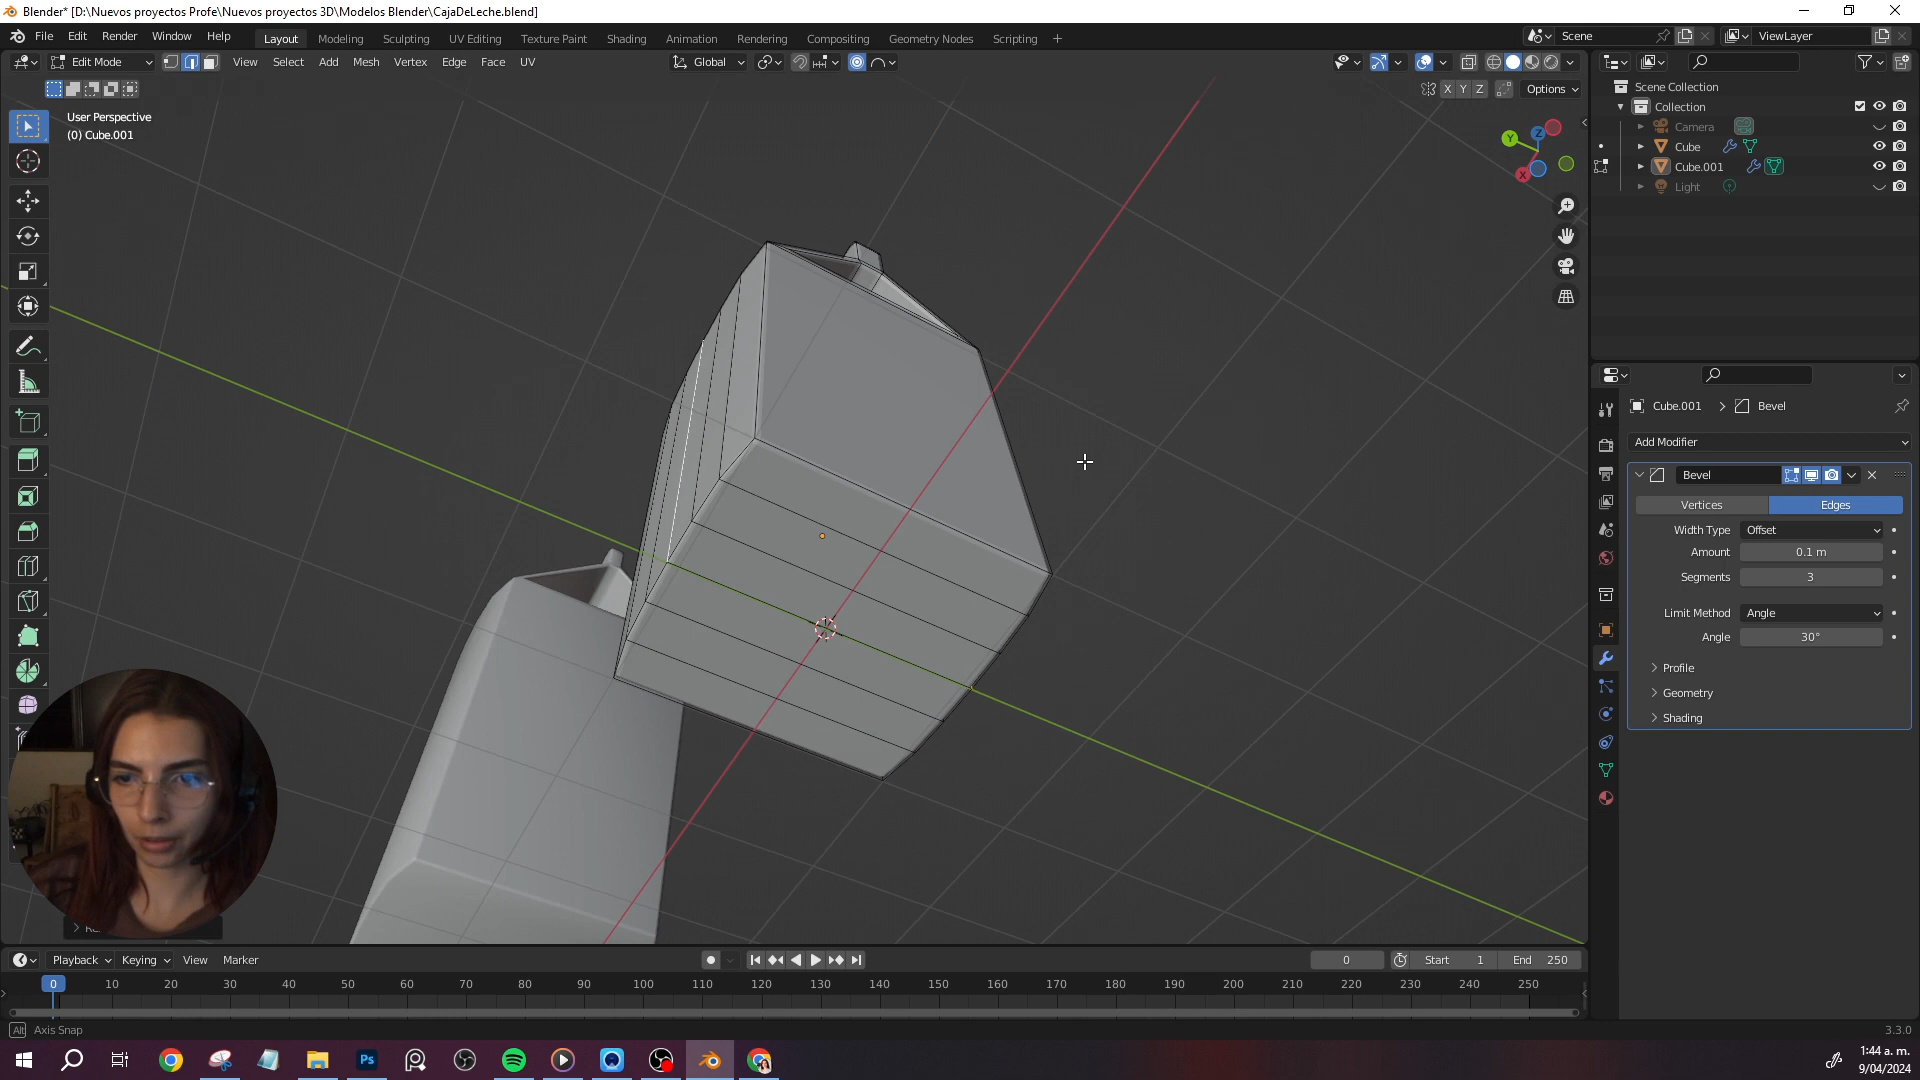 Blender* [D:\Nuevos proyectos Profe\Nuevos proyectos 3D\Modelos Blender\CajaDeLeche.blend]
File Edit Render Window Help Layout Modeling Sculpting UV Editing Texture Paint Shading Animation Rendering Compositing Geometry Nodes Scripting + Scene ViewLayer
Edit Mode View Select Add Mesh Vertex Edge Face UV Global
X Y Z Options
User Perspective
(0) Cube.001
Y Z X
Scene Collection
Collection
Camera
Cube
Cube.001
Light
Cube.001 > Bevel
Add Modifier
Bevel
Vertices Edges
Width Type Offset
Amount 0.1 m
Segments 3
Limit Method Angle
Angle 30°
Profile
Geometry
Shading
Playback Keying View Marker 0 Start 1 End 250
0 10 20 30 40 50 60 70 80 90 100 110 120 130 140 150 160 170 180 190 200 210 220 230 240 250
Alt Axis Snap 3.3.0
Ps
1:44 a. m.
9/04/2024